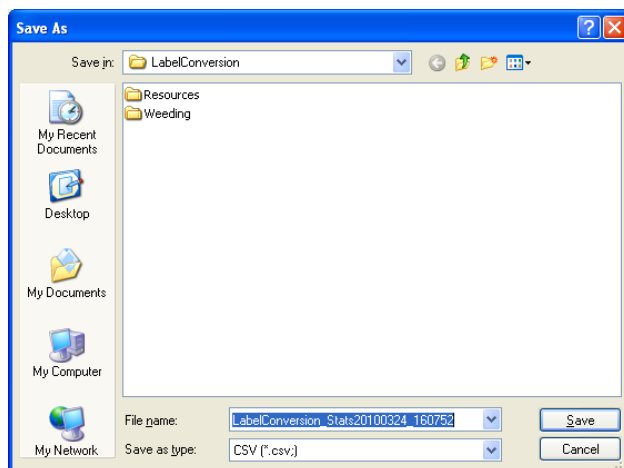 Save As
Save in: LabelConversion
Resources
Weeding
My Recent
Documents
Desktop
My Documents
My Computer
My Network
File name: LabelConversion_Stats20100324_160752 Save
Save as type: CSV (*.csv;) Cancel